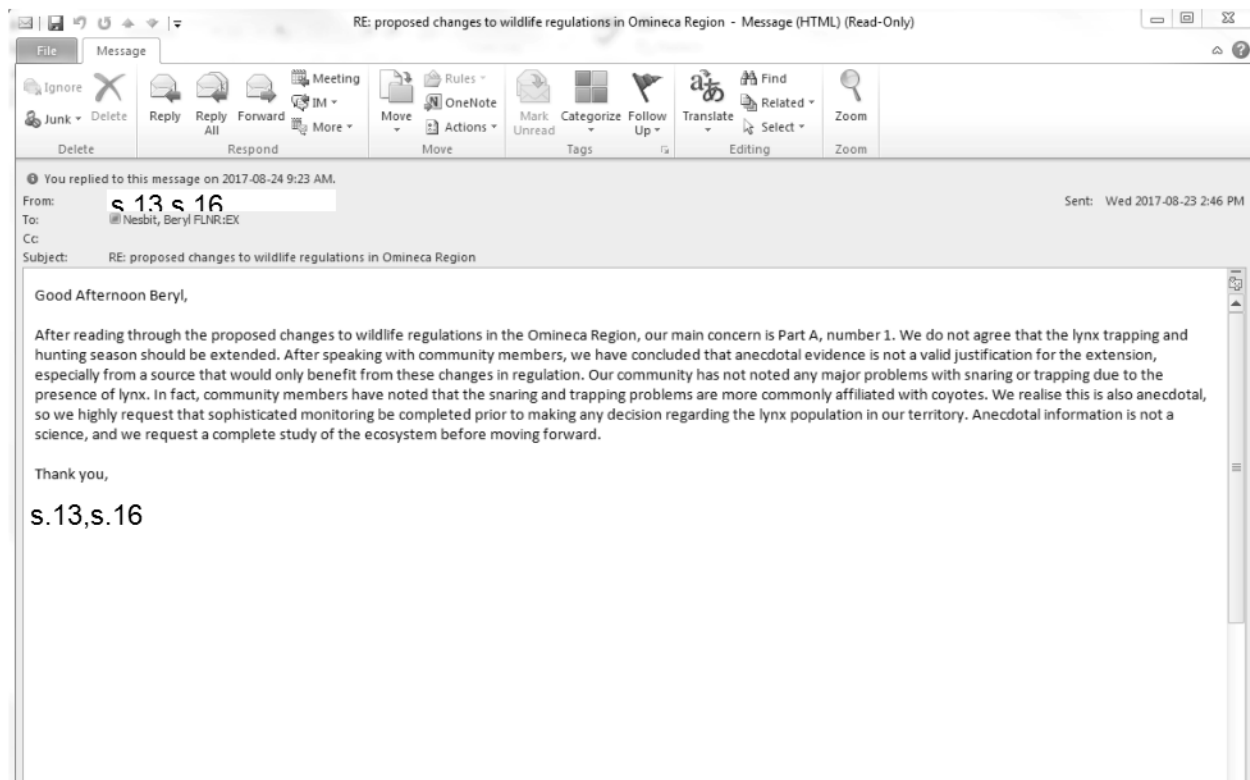 RE: proposed changes to wildlife regulations in Omineca Region - Message (HTML) (Read-Only)
File Message
Ignore
Junk
Delete
Delete
Reply
Reply All
Forward
Meeting
IM
More
Respond
Move
Rules
OneNote
Actions
Move
Mark Unread
Categorize
Follow Up
Tags
Translate
Find
Related
Select
Editing
Zoom
Zoom
You replied to this message on 2017-08-24 9:23 AM.
From: s.13 s.16 Sent: Wed 2017-08-23 2:46 PM
To: Nesbit, Beryl FLNR:EX
Cc:
Subject: RE: proposed changes to wildlife regulations in Omineca Region
Good Afternoon Beryl,
After reading through the proposed changes to wildlife regulations in the Omineca Region, our main concern is Part A, number 1. We do not agree that the lynx trapping and
hunting season should be extended. After speaking with community members, we have concluded that anecdotal evidence is not a valid justification for the extension,
especially from a source that would only benefit from these changes in regulation. Our community has not noted any major problems with snaring or trapping due to the
presence of lynx. In fact, community members have noted that the snaring and trapping problems are more commonly affiliated with coyotes. We realise this is also anecdotal,
so we highly request that sophisticated monitoring be completed prior to making any decision regarding the lynx population in our territory. Anecdotal information is not a
science, and we request a complete study of the ecosystem before moving forward.
Thank you,
s.13,s.16